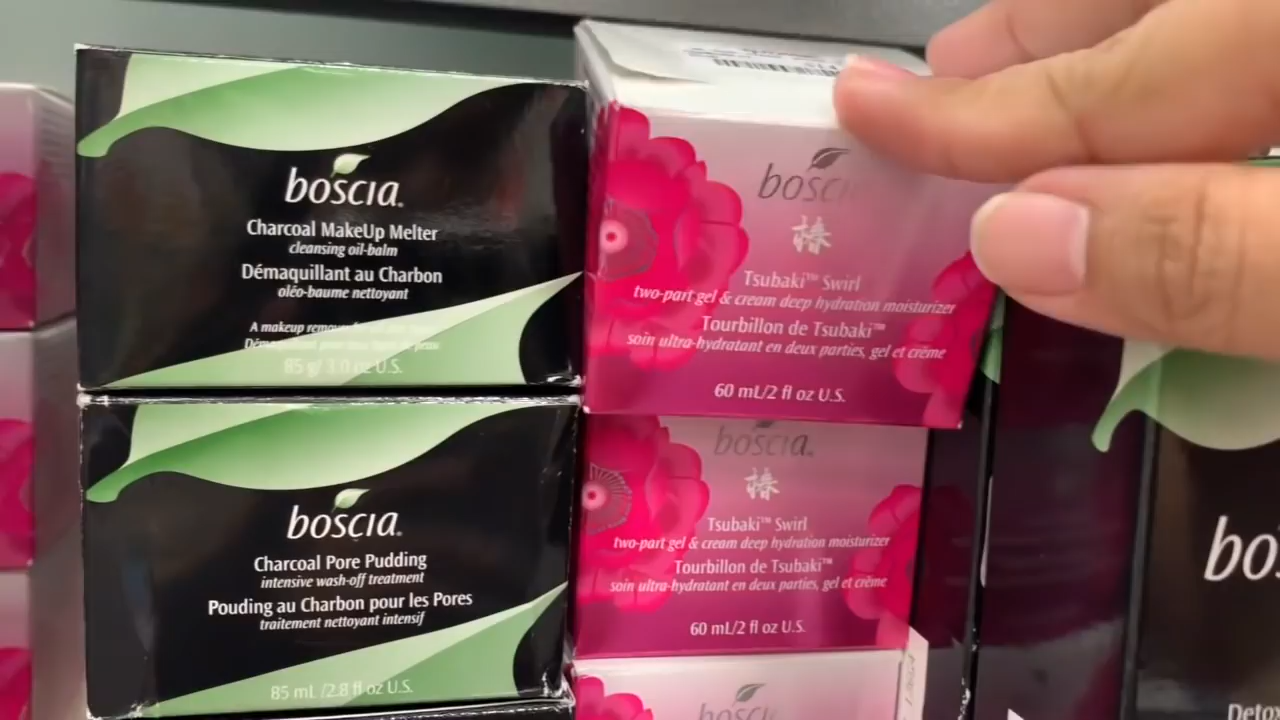 boscia®
Charcoal MakeUp Melter
cleansing oil-balm
Démaquillant au Charbon
oléo-baume nettoyant
A makeup remover
85 g/ 3.0 oz U.S.
boscia®
Charcoal Pore Pudding
intensive wash-off treatment
Pouding au Charbon pour les Pores
traitement nettoyant intensif
85 mL /2.8 fl oz U.S.
boscia
椿
Tsubaki™ Swirl
two-part gel & cream deep hydration moisturizer
Tourbillon de Tsubaki™
soin ultra-hydratant en deux parties, gel et crème
60 mL/2 fl oz U.S.
boscia®
椿
Tsubaki™ Swirl
two-part gel & cream deep hydration moisturizer
Tourbillon de Tsubaki™
soin ultra-hydratant en deux parties, gel et crème
60 mL/2 fl oz U.S.
boscia
bos
Detox